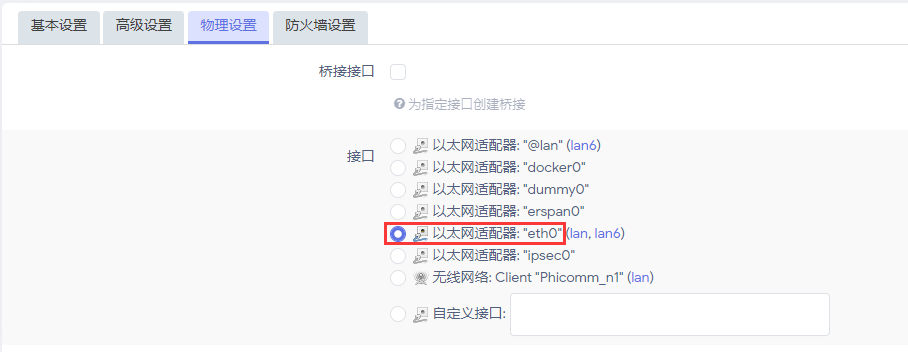 基本设置 高级设置 物理设置 防火墙设置
桥接接口
为指定接口创建桥接
接口
以太网适配器: "@lan" (lan6)
以太网适配器: "docker0"
以太网适配器: "dummy0"
以太网适配器: "erspan0"
以太网适配器: "eth0" (lan, lan6)
以太网适配器: "ipsec0"
无线网络: Client "Phicomm_n1" (lan)
自定义接口: